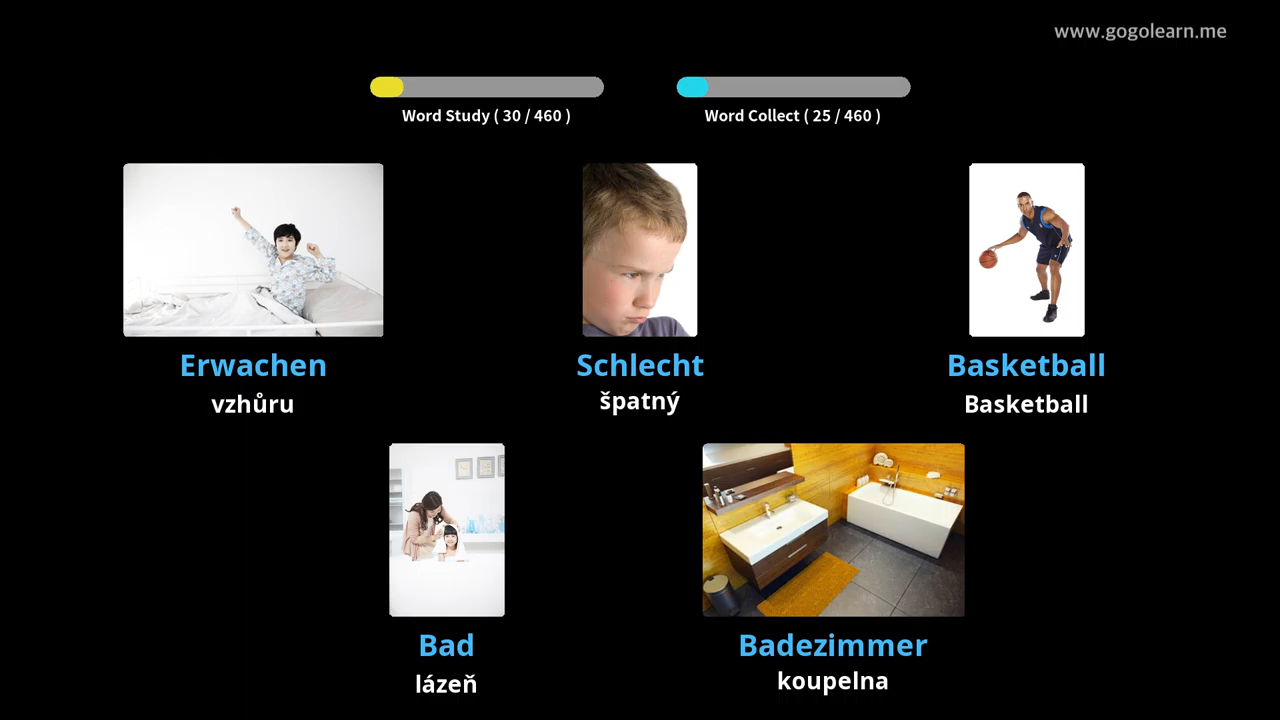 www.gogolearn.me
Word Study ( 30 / 460 )
Word Collect ( 25 / 460 )
Erwachen
vzhůru
Schlecht
špatný
Basketball
Basketball
Bad
lázeň
Badezimmer
koupelna